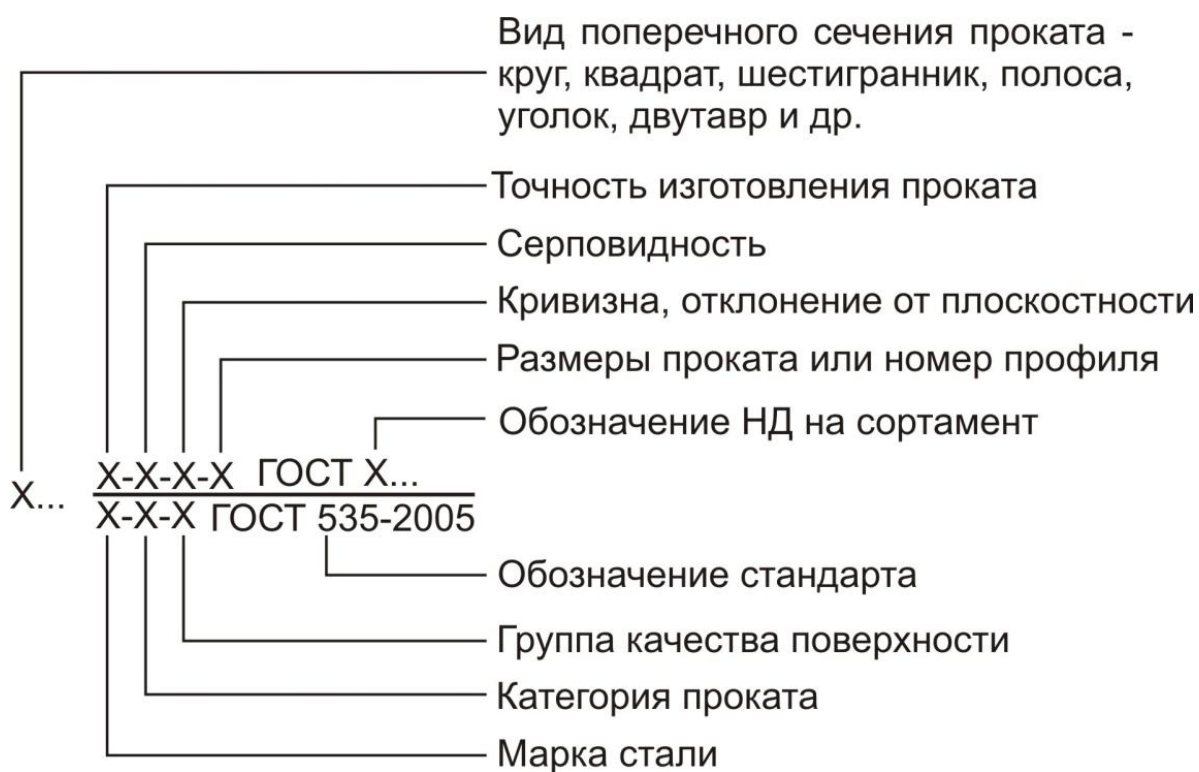 Вид поперечного сечения проката -
круг, квадрат, шестигранник, полоса,
уголок, двутавр и др.
Точность изготовления проката
Серповидность
Кривизна, отклонение от плоскостности
Размеры проката или номер профиля
Обозначение НД на сортамент
Х... Х-Х-Х-Х ГОСТ Х...
Х-Х-Х ГОСТ 535-2005
Обозначение стандарта
Группа качества поверхности
Категория проката
Марка стали